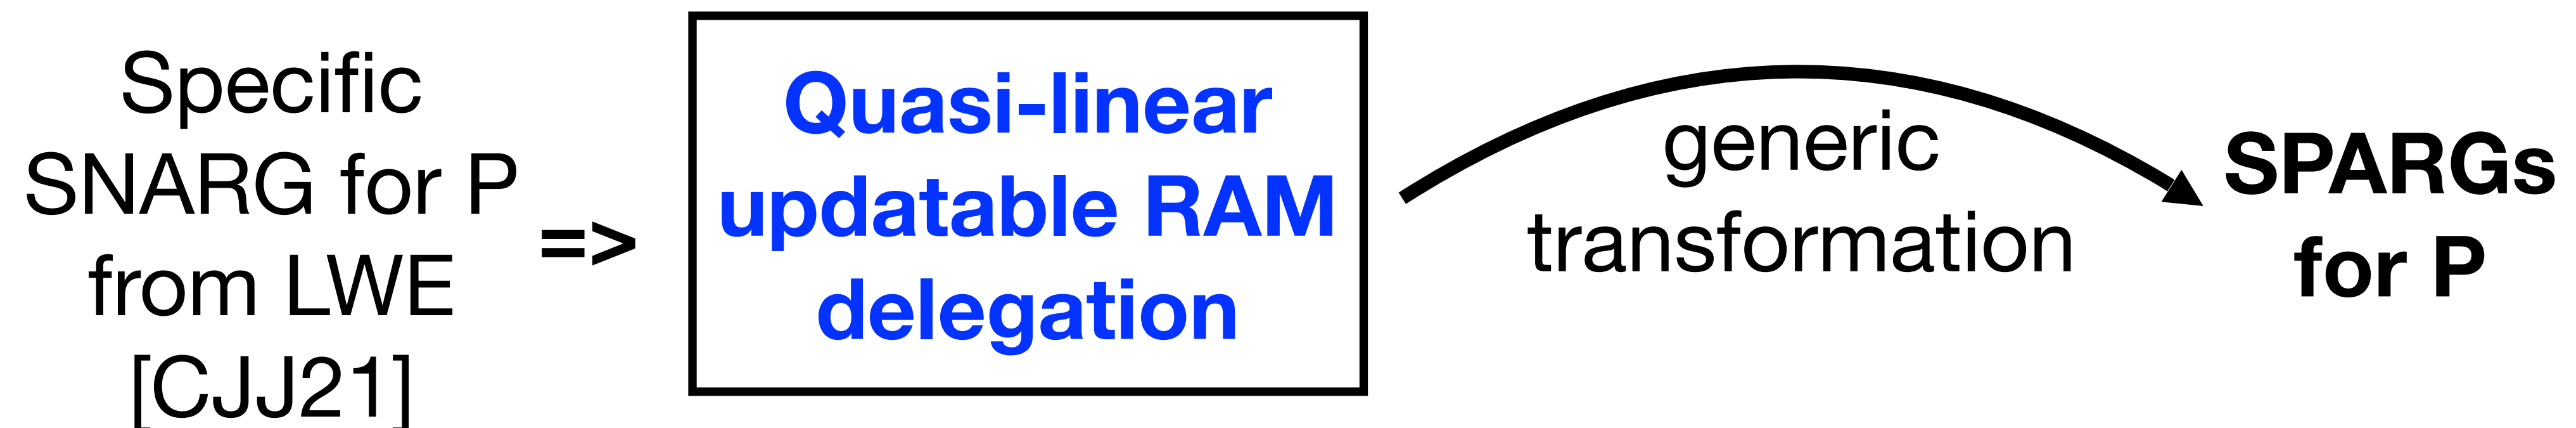 Specific
SNARG for P
from LWE
[CJJ21]
=>
Quasi-linear
updatable RAM
delegation
generic
transformation
SPARGs
for P